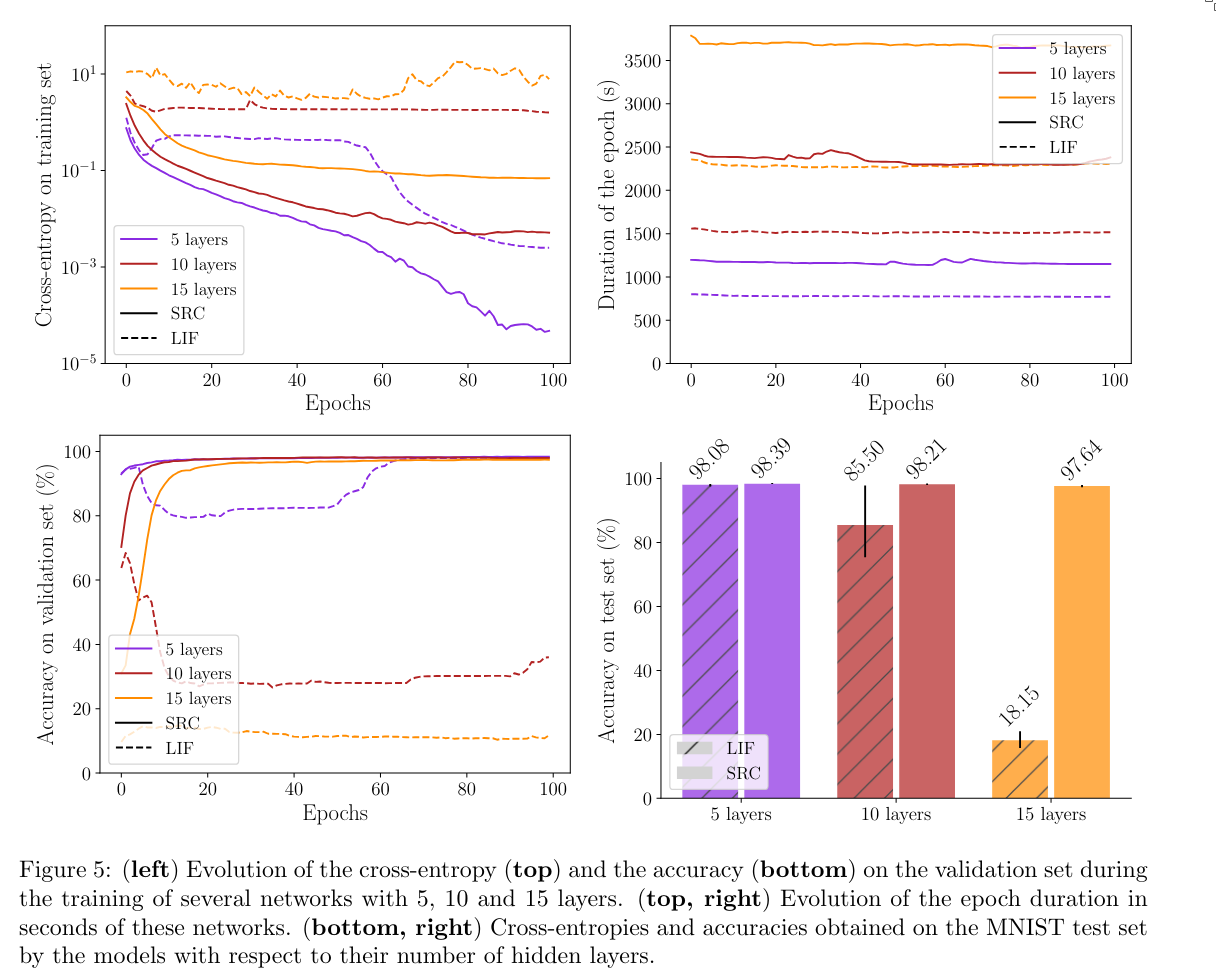 10^1
10^-1
10^-3
10^-5
Cross-entropy on training set
5 layers
10 layers
15 layers
SRC
LIF
0 20 40 60 80 100
Epochs
3500
3000
2500
2000
1500
1000
500
0
Duration of the epoch (s)
5 layers
10 layers
15 layers
SRC
LIF
0 20 40 60 80 100
Epochs
100
80
60
40
20
0
Accuracy on validation set (%)
5 layers
10 layers
15 layers
SRC
LIF
0 20 40 60 80 100
Epochs
98.08 98.39 85.50 98.21 18.15 97.64
100
80
60
40
20
0
Accuracy on test set (%)
LIF
SRC
5 layers 10 layers 15 layers
Figure 5: (left) Evolution of the cross-entropy (top) and the accuracy (bottom) on the validation set during
the training of several networks with 5, 10 and 15 layers. (top, right) Evolution of the epoch duration in
seconds of these networks. (bottom, right) Cross-entropies and accuracies obtained on the MNIST test set
by the models with respect to their number of hidden layers.